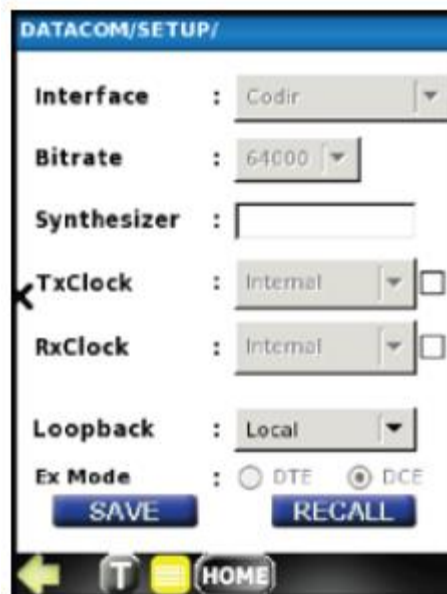 DATACOM/SETUP/
Interface : Codir
Bitrate : 64000
Synthesizer :
TxClock : Internal
RxClock : Internal
Loopback : Local
Ex Mode : DTE DCE
SAVE RECALL
T HOME